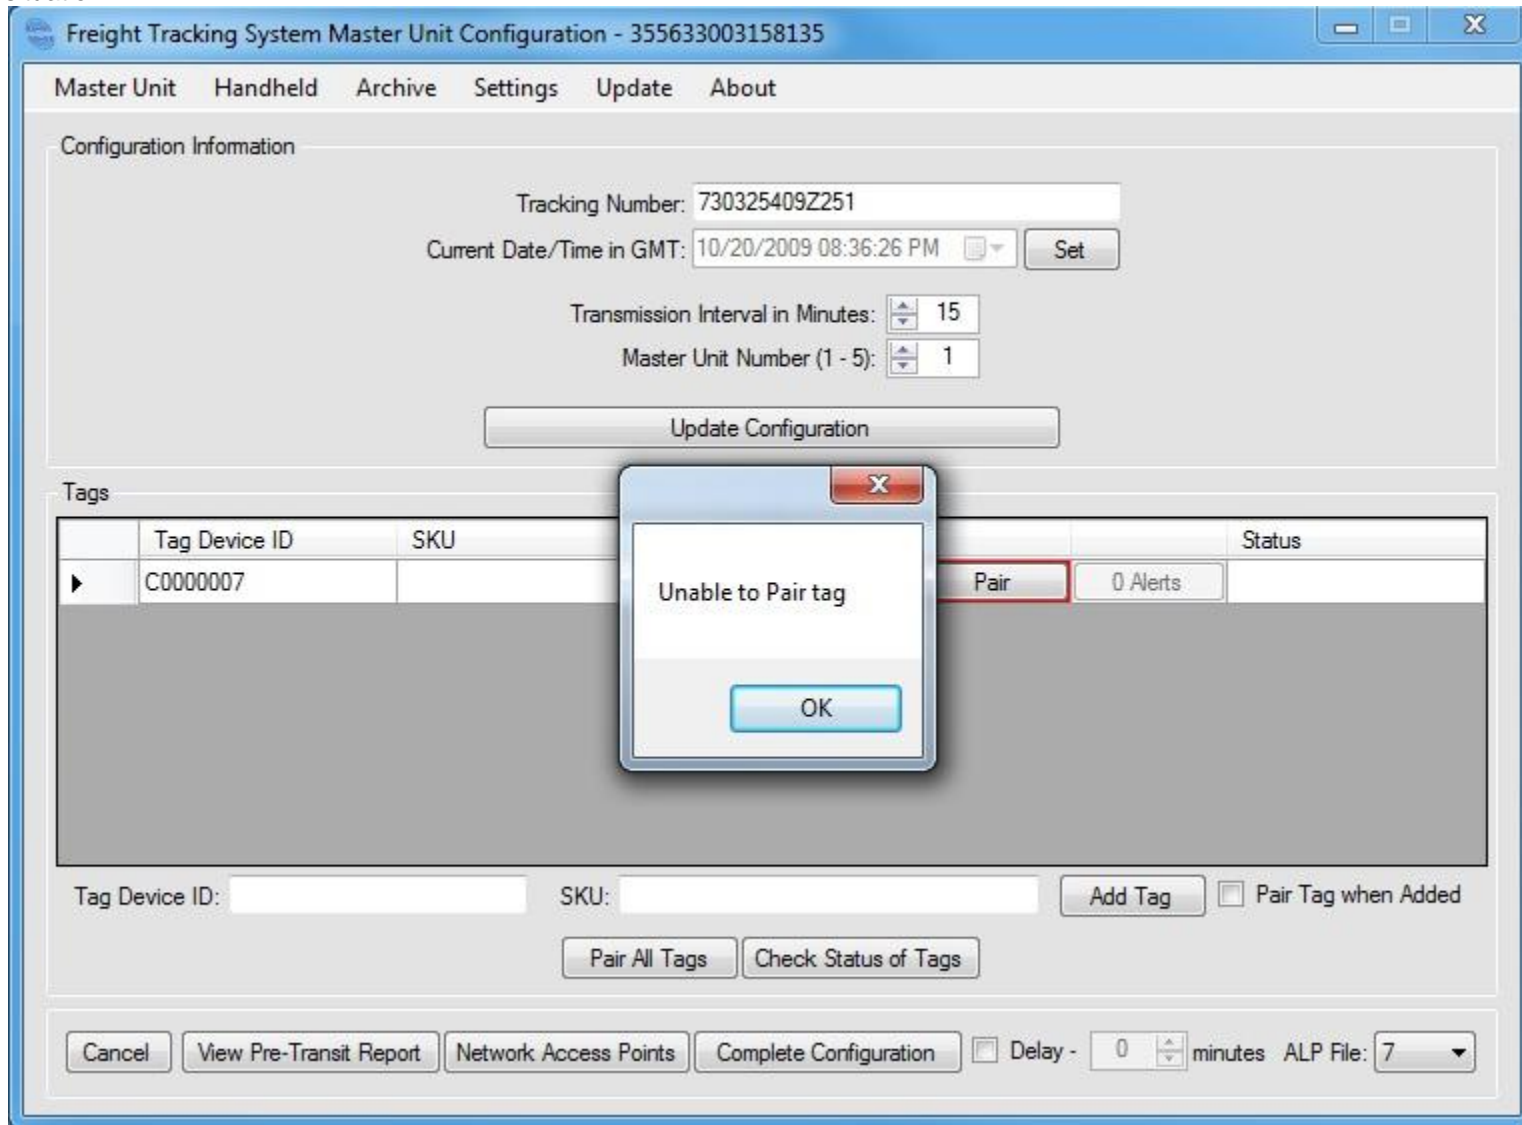 Freight Tracking System Master Unit Configuration - 355633003158135
Master Unit Handheld Archive Settings Update About
Configuration Information
Tracking Number: 730325409Z251
Current Date/Time in GMT: 10/20/2009 08:36:26 PM Set
Transmission Interval in Minutes: 15
Master Unit Number (1 - 5): 1
Update Configuration
Tags
Tag Device ID SKU Status
C0000007 Pair 0 Alerts
Unable to Pair tag
OK
Tag Device ID: SKU: Add Tag Pair Tag when Added
Pair All Tags Check Status of Tags
Cancel View Pre-Transit Report Network Access Points Complete Configuration Delay - 0 minutes ALP File: 7